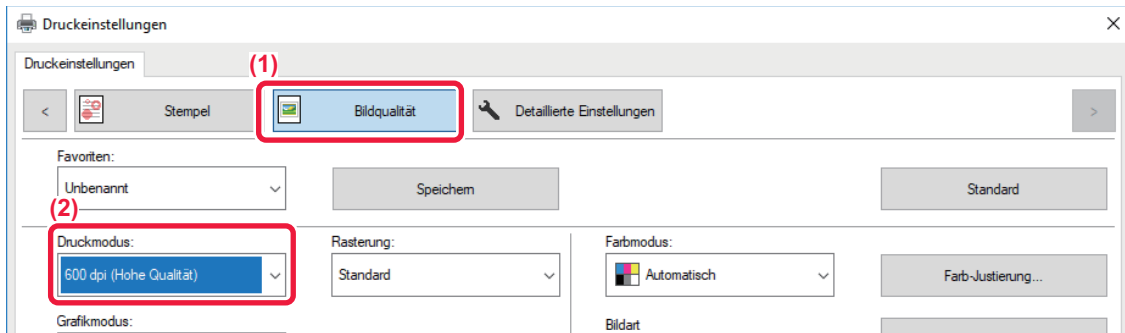 Druckeinstellungen
Druckeinstellungen
(1)
< Stempel Bildqualität Detaillierte Einstellungen >
Favoriten:
Unbenannt Speichern Standard
(2)
Druckmodus: Rasterung: Farbmodus:
600 dpi (Hohe Qualität) Standard Automatisch Farb-Justierung...
Grafikmodus: Bildart